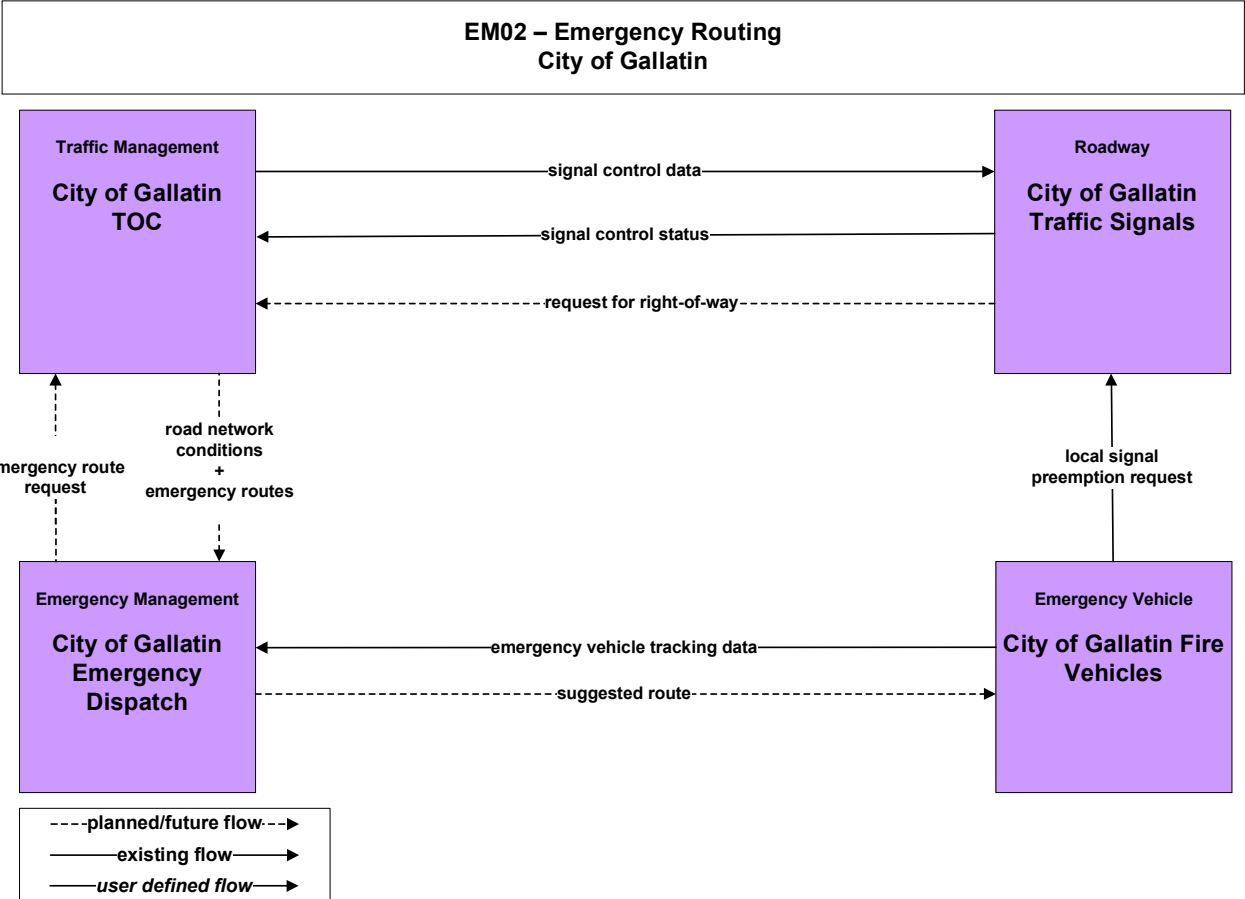 EM02 – Emergency Routing
City of Gallatin
Traffic Management
City of Gallatin
TOC
Roadway
City of Gallatin
Traffic Signals
signal control data
signal control status
request for right-of-way
mergency route
request
road network
conditions
+
emergency routes
local signal
preemption request
Emergency Management
City of Gallatin
Emergency
Dispatch
Emergency Vehicle
City of Gallatin Fire
Vehicles
emergency vehicle tracking data
suggested route
planned/future flow
existing flow
user defined flow